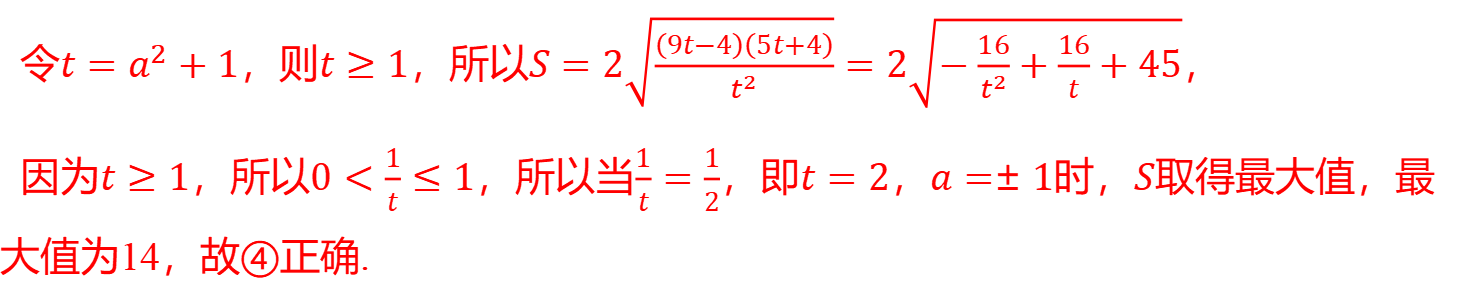 令t = a² + 1，则t ≥ 1，所以S = 2√((9t−4)(5t+4)/t²) = 2√(−16/t² + 16/t + 45)，
因为t ≥ 1，所以0 < 1/t ≤ 1，所以当1/t = 1/2，即t = 2，a =± 1时，S取得最大值，最
大值为14，故④正确.